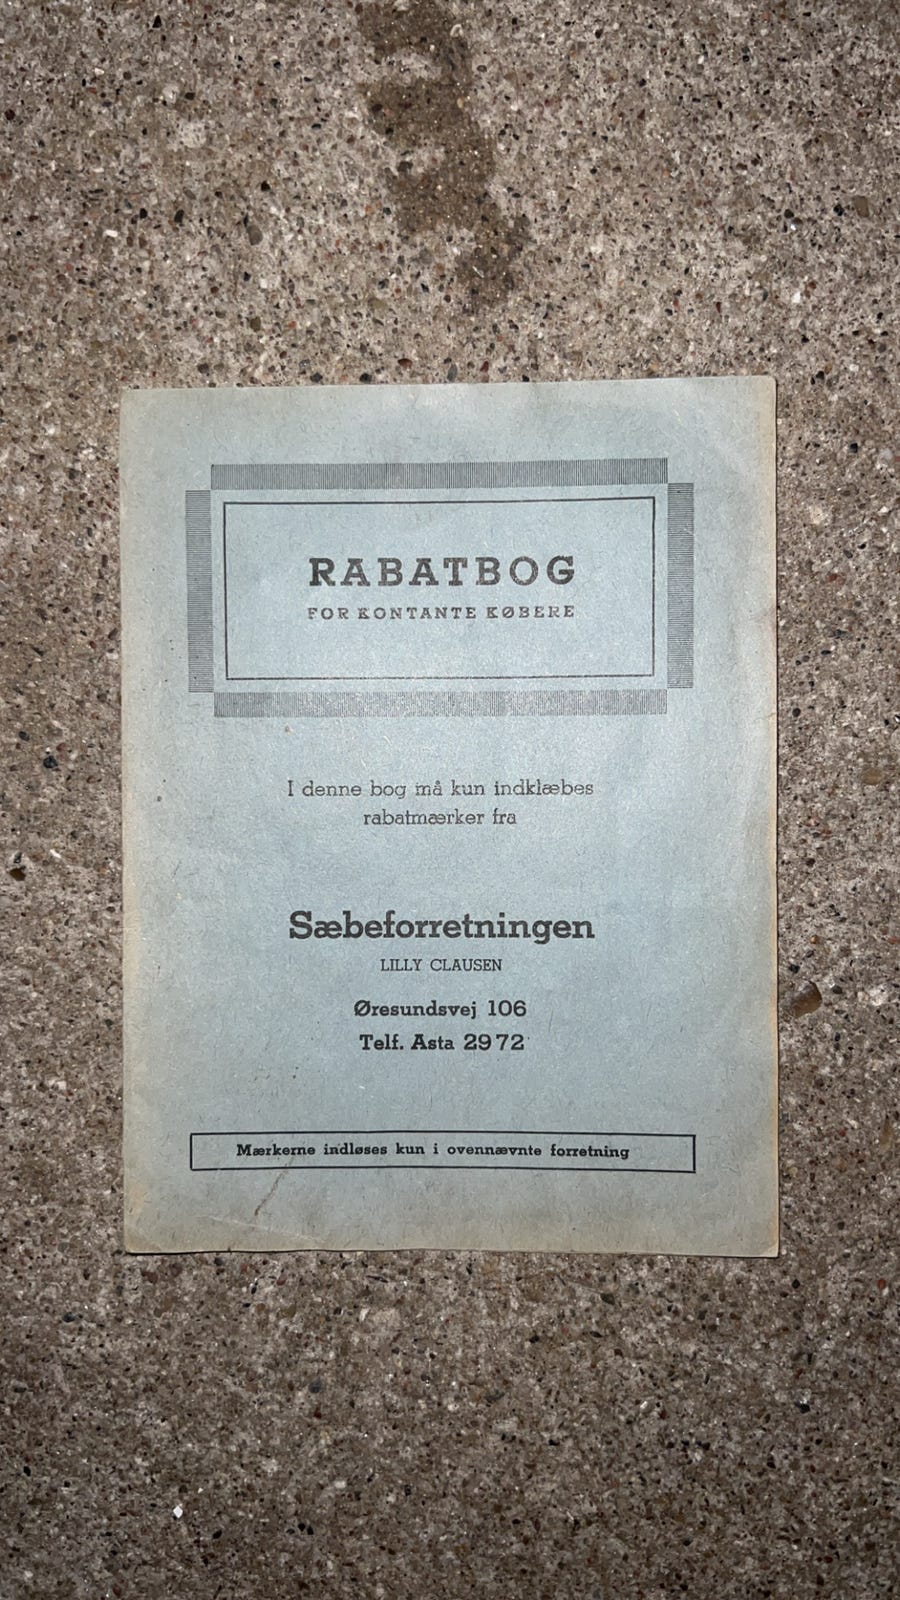 RABATBOG
FOR KONTANTE KØBERE
I denne bog må kun indklæbes
rabatmærker fra
Sæbeforretningen
LILLY CLAUSEN
Øresundsvej 106
Telf. Asta 2972
Mærkerne indløses kun i ovennævnte forretning